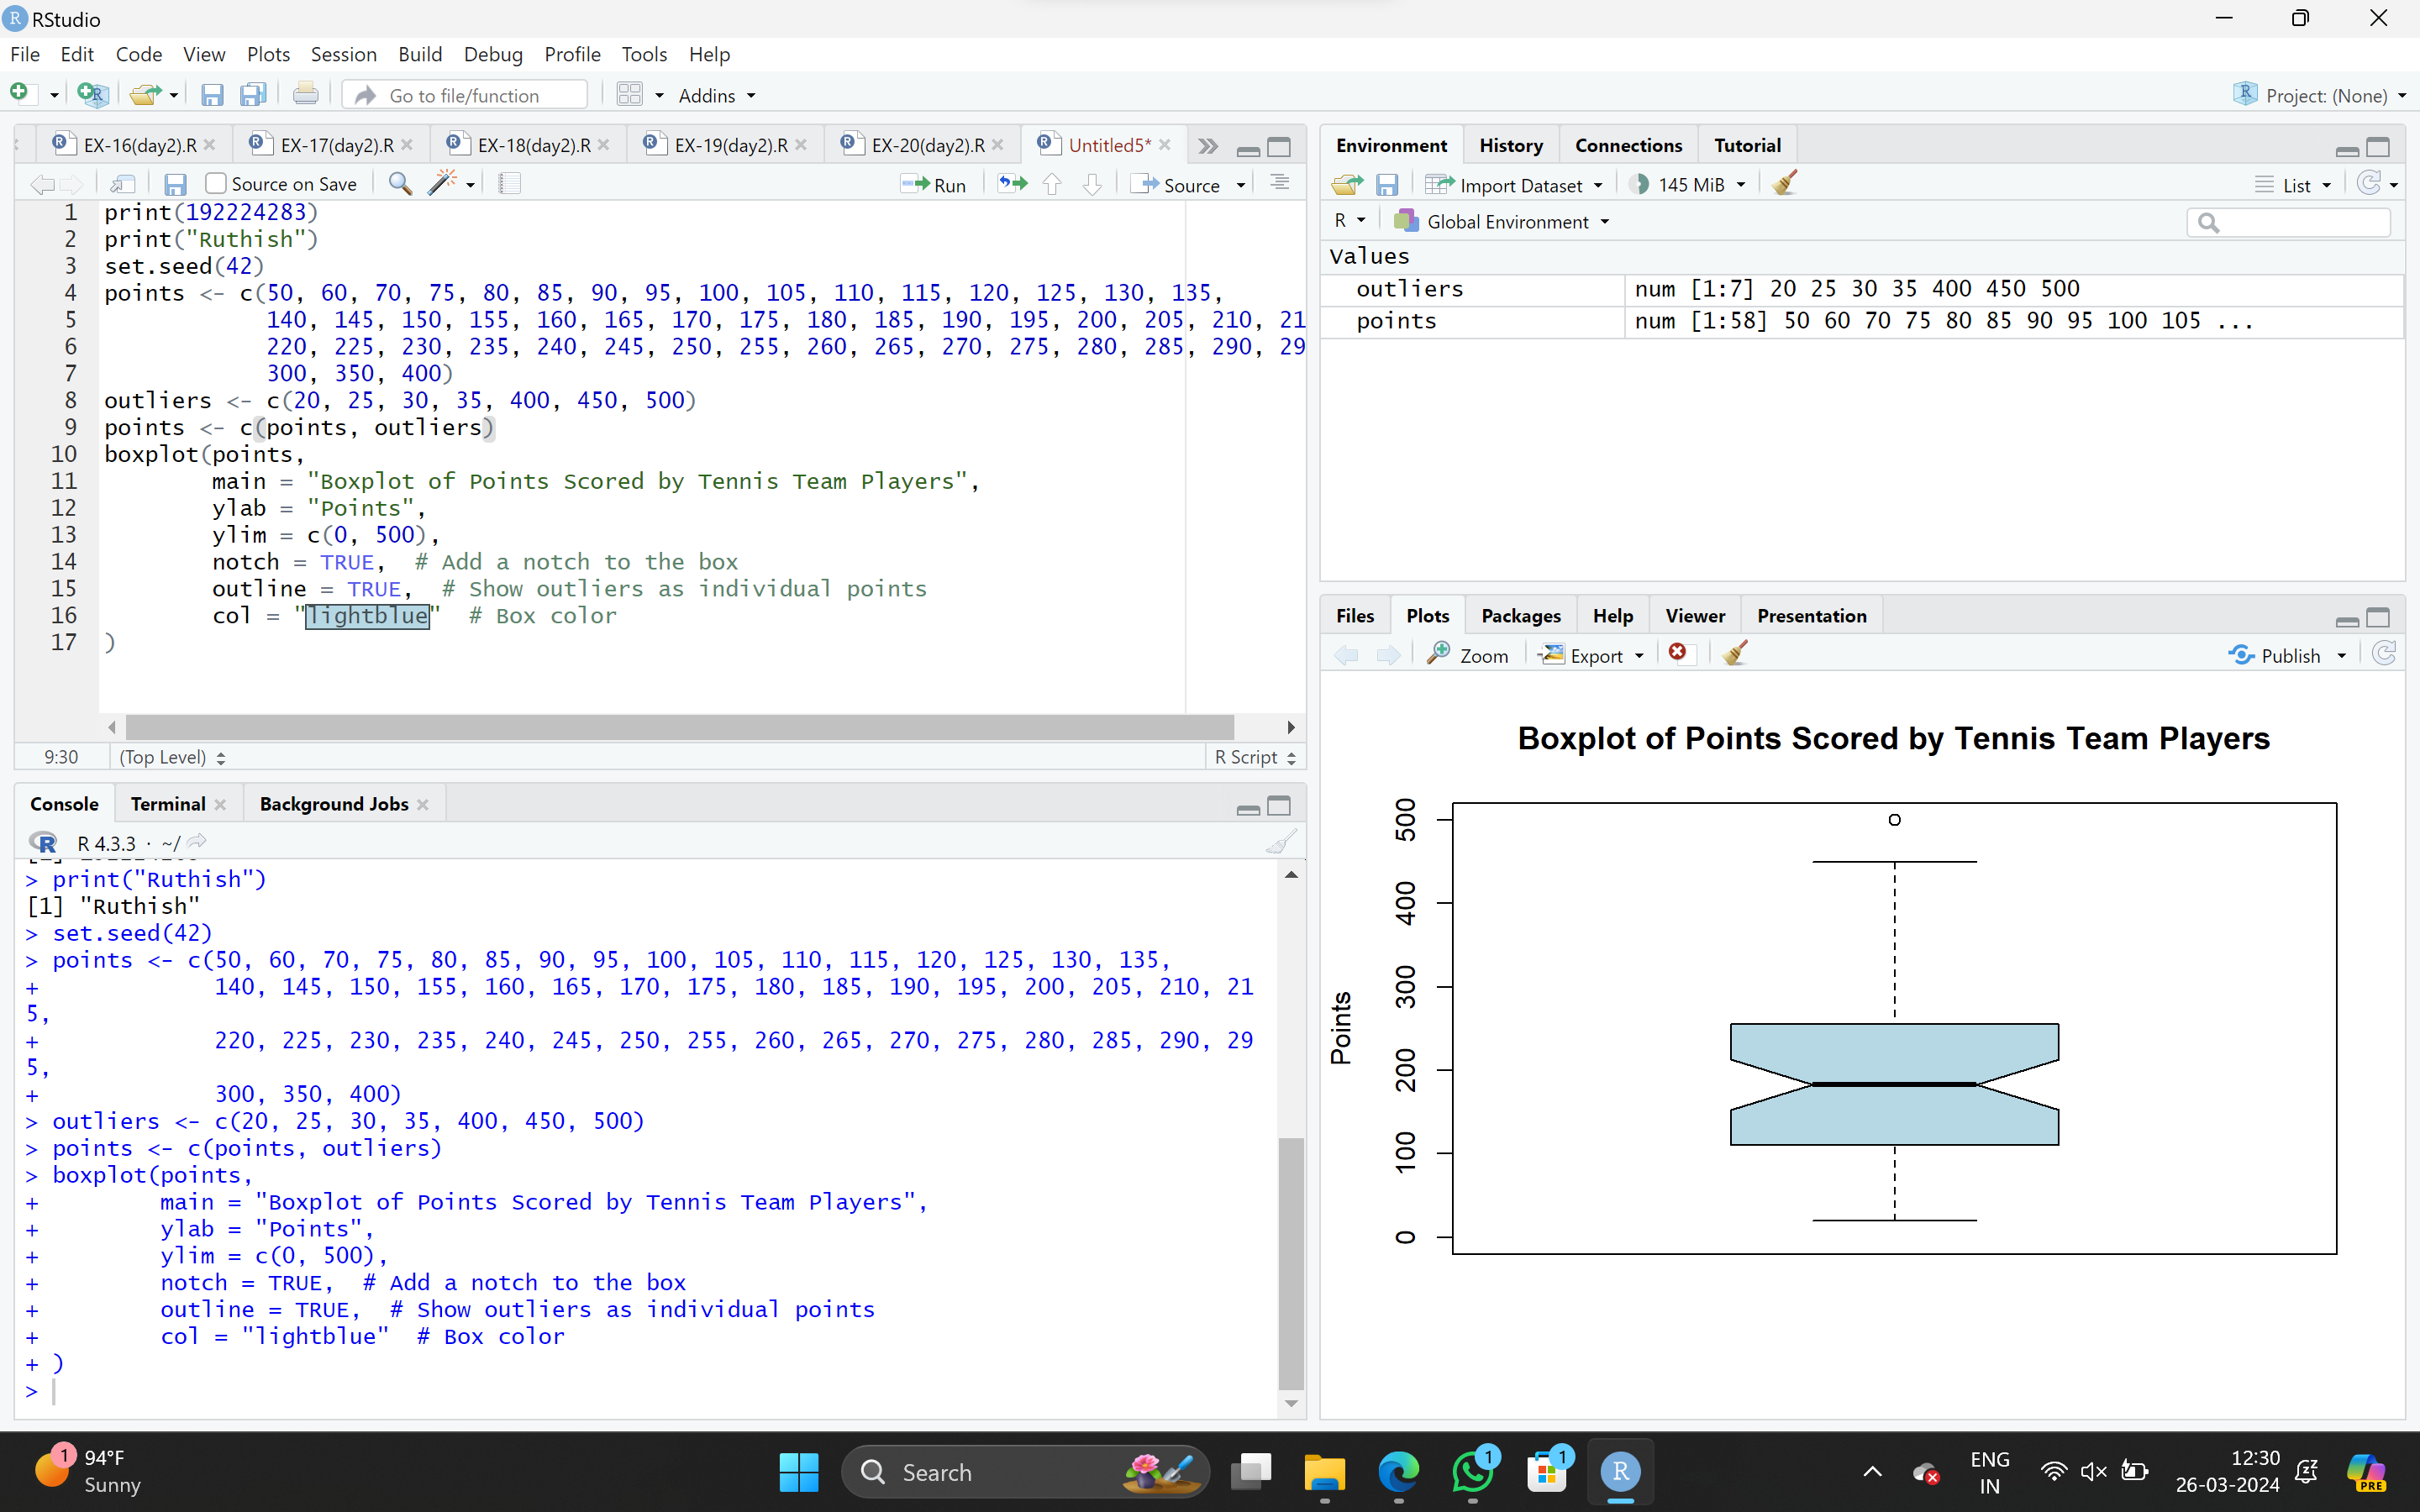 RStudio
File Edit Code View Plots Session Build Debug Profile Tools Help
Go to file/function Addins Project: (None)
EX-16(day2).R EX-17(day2).R EX-18(day2).R EX-19(day2).R EX-20(day2).R Untitled5*
Source on Save Run Source
1 print(192224283)
2 print("Ruthish")
3 set.seed(42)
4 points <- c(50, 60, 70, 75, 80, 85, 90, 95, 100, 105, 110, 115, 120, 125, 130, 135,
5 140, 145, 150, 155, 160, 165, 170, 175, 180, 185, 190, 195, 200, 205, 210, 21
6 220, 225, 230, 235, 240, 245, 250, 255, 260, 265, 270, 275, 280, 285, 290, 29
7 300, 350, 400)
8 outliers <- c(20, 25, 30, 35, 400, 450, 500)
9 points <- c(points, outliers)
10 boxplot(points,
11 main = "Boxplot of Points Scored by Tennis Team Players",
12 ylab = "Points",
13 ylim = c(0, 500),
14 notch = TRUE, # Add a notch to the box
15 outline = TRUE, # Show outliers as individual points
16 col = "lightblue" # Box color
17 )
9:30 (Top Level) R Script
Console Terminal Background Jobs
R 4.3.3 · ~/
> print("Ruthish")
[1] "Ruthish"
> set.seed(42)
> points <- c(50, 60, 70, 75, 80, 85, 90, 95, 100, 105, 110, 115, 120, 125, 130, 135,
+ 140, 145, 150, 155, 160, 165, 170, 175, 180, 185, 190, 195, 200, 205, 210, 21
5,
+ 220, 225, 230, 235, 240, 245, 250, 255, 260, 265, 270, 275, 280, 285, 290, 29
5,
+ 300, 350, 400)
> outliers <- c(20, 25, 30, 35, 400, 450, 500)
> points <- c(points, outliers)
> boxplot(points,
+ main = "Boxplot of Points Scored by Tennis Team Players",
+ ylab = "Points",
+ ylim = c(0, 500),
+ notch = TRUE, # Add a notch to the box
+ outline = TRUE, # Show outliers as individual points
+ col = "lightblue" # Box color
+ )
>
Environment History Connections Tutorial
Import Dataset 145 MiB List
R Global Environment
Values
outliers num [1:7] 20 25 30 35 400 450 500
points num [1:58] 50 60 70 75 80 85 90 95 100 105 ...
Files Plots Packages Help Viewer Presentation
Zoom Export Publish
Boxplot of Points Scored by Tennis Team Players
Points
500
400
300
200
100
0
1 94°F
Sunny
Search
1
1
R
ENG
IN
12:30
26-03-2024
PRE